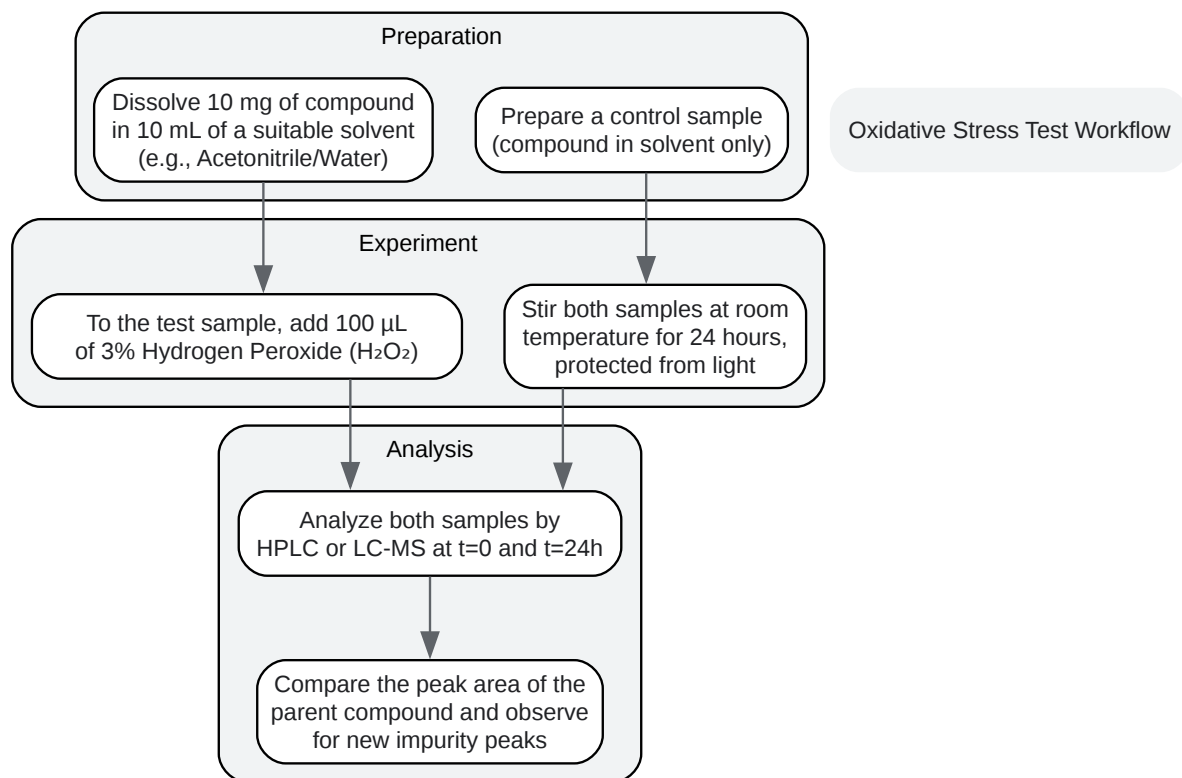 Preparation
Dissolve 10 mg of compound
in 10 mL of a suitable solvent
(e.g., Acetonitrile/Water)
Prepare a control sample
(compound in solvent only)
Oxidative Stress Test Workflow
Experiment
To the test sample, add 100 µL
of 3% Hydrogen Peroxide (H₂O₂)
Stir both samples at room
temperature for 24 hours,
protected from light
Analysis
Analyze both samples by
HPLC or LC-MS at t=0 and t=24h
Compare the peak area of the
parent compound and observe
for new impurity peaks